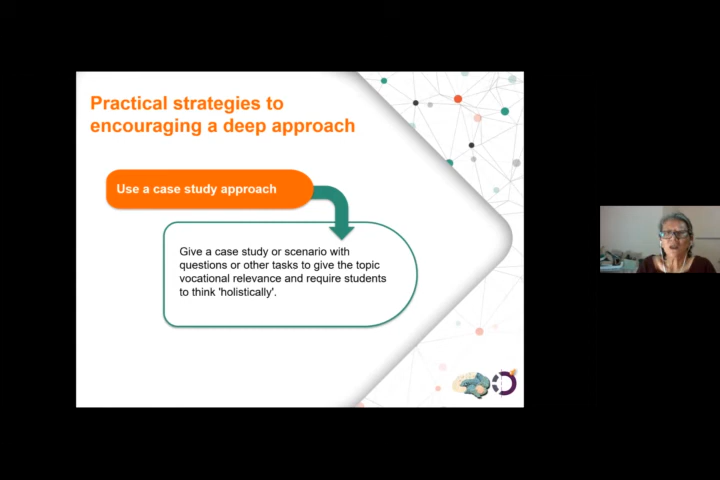 Practical strategies to
encouraging a deep approach
Use a case study approach
Give a case study or scenario with
questions or other tasks to give the topic
vocational relevance and require students
to think 'holistically'.